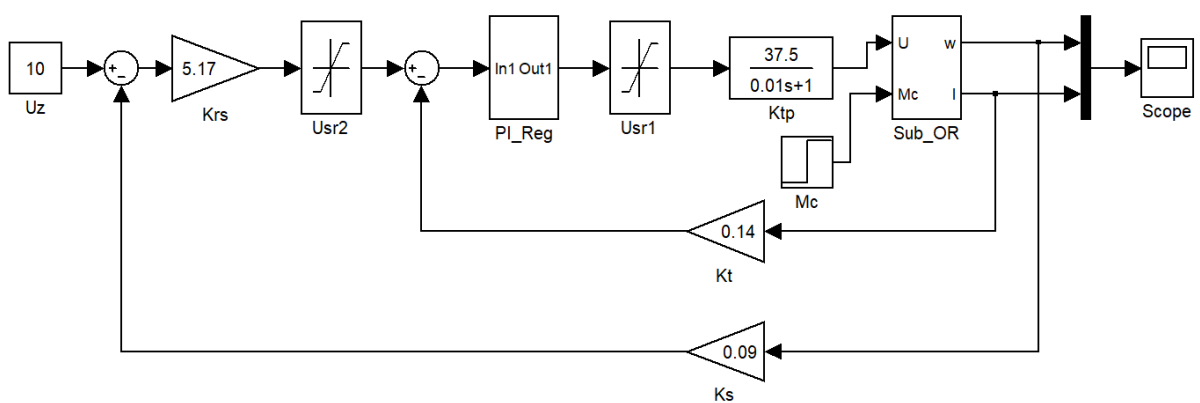 10
Uz
+
−
5.17
Krs
Usr2
+
−
In1 Out1
PI_Reg
Usr1
37.5
0.01s+1
Ktp
U
w
Mc
I
Sub_OR
Scope
Mc
0.14
Kt
0.09
Ks